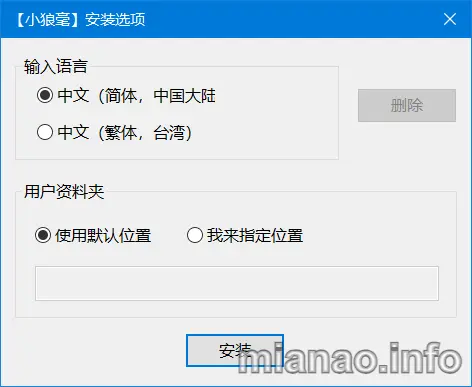 【小狼毫】安装选项
输入语言
中文（简体，中国大陆
删除
中文（繁体，台湾）
用户资料夹
使用默认位置 我来指定位置
安装
mianao.info